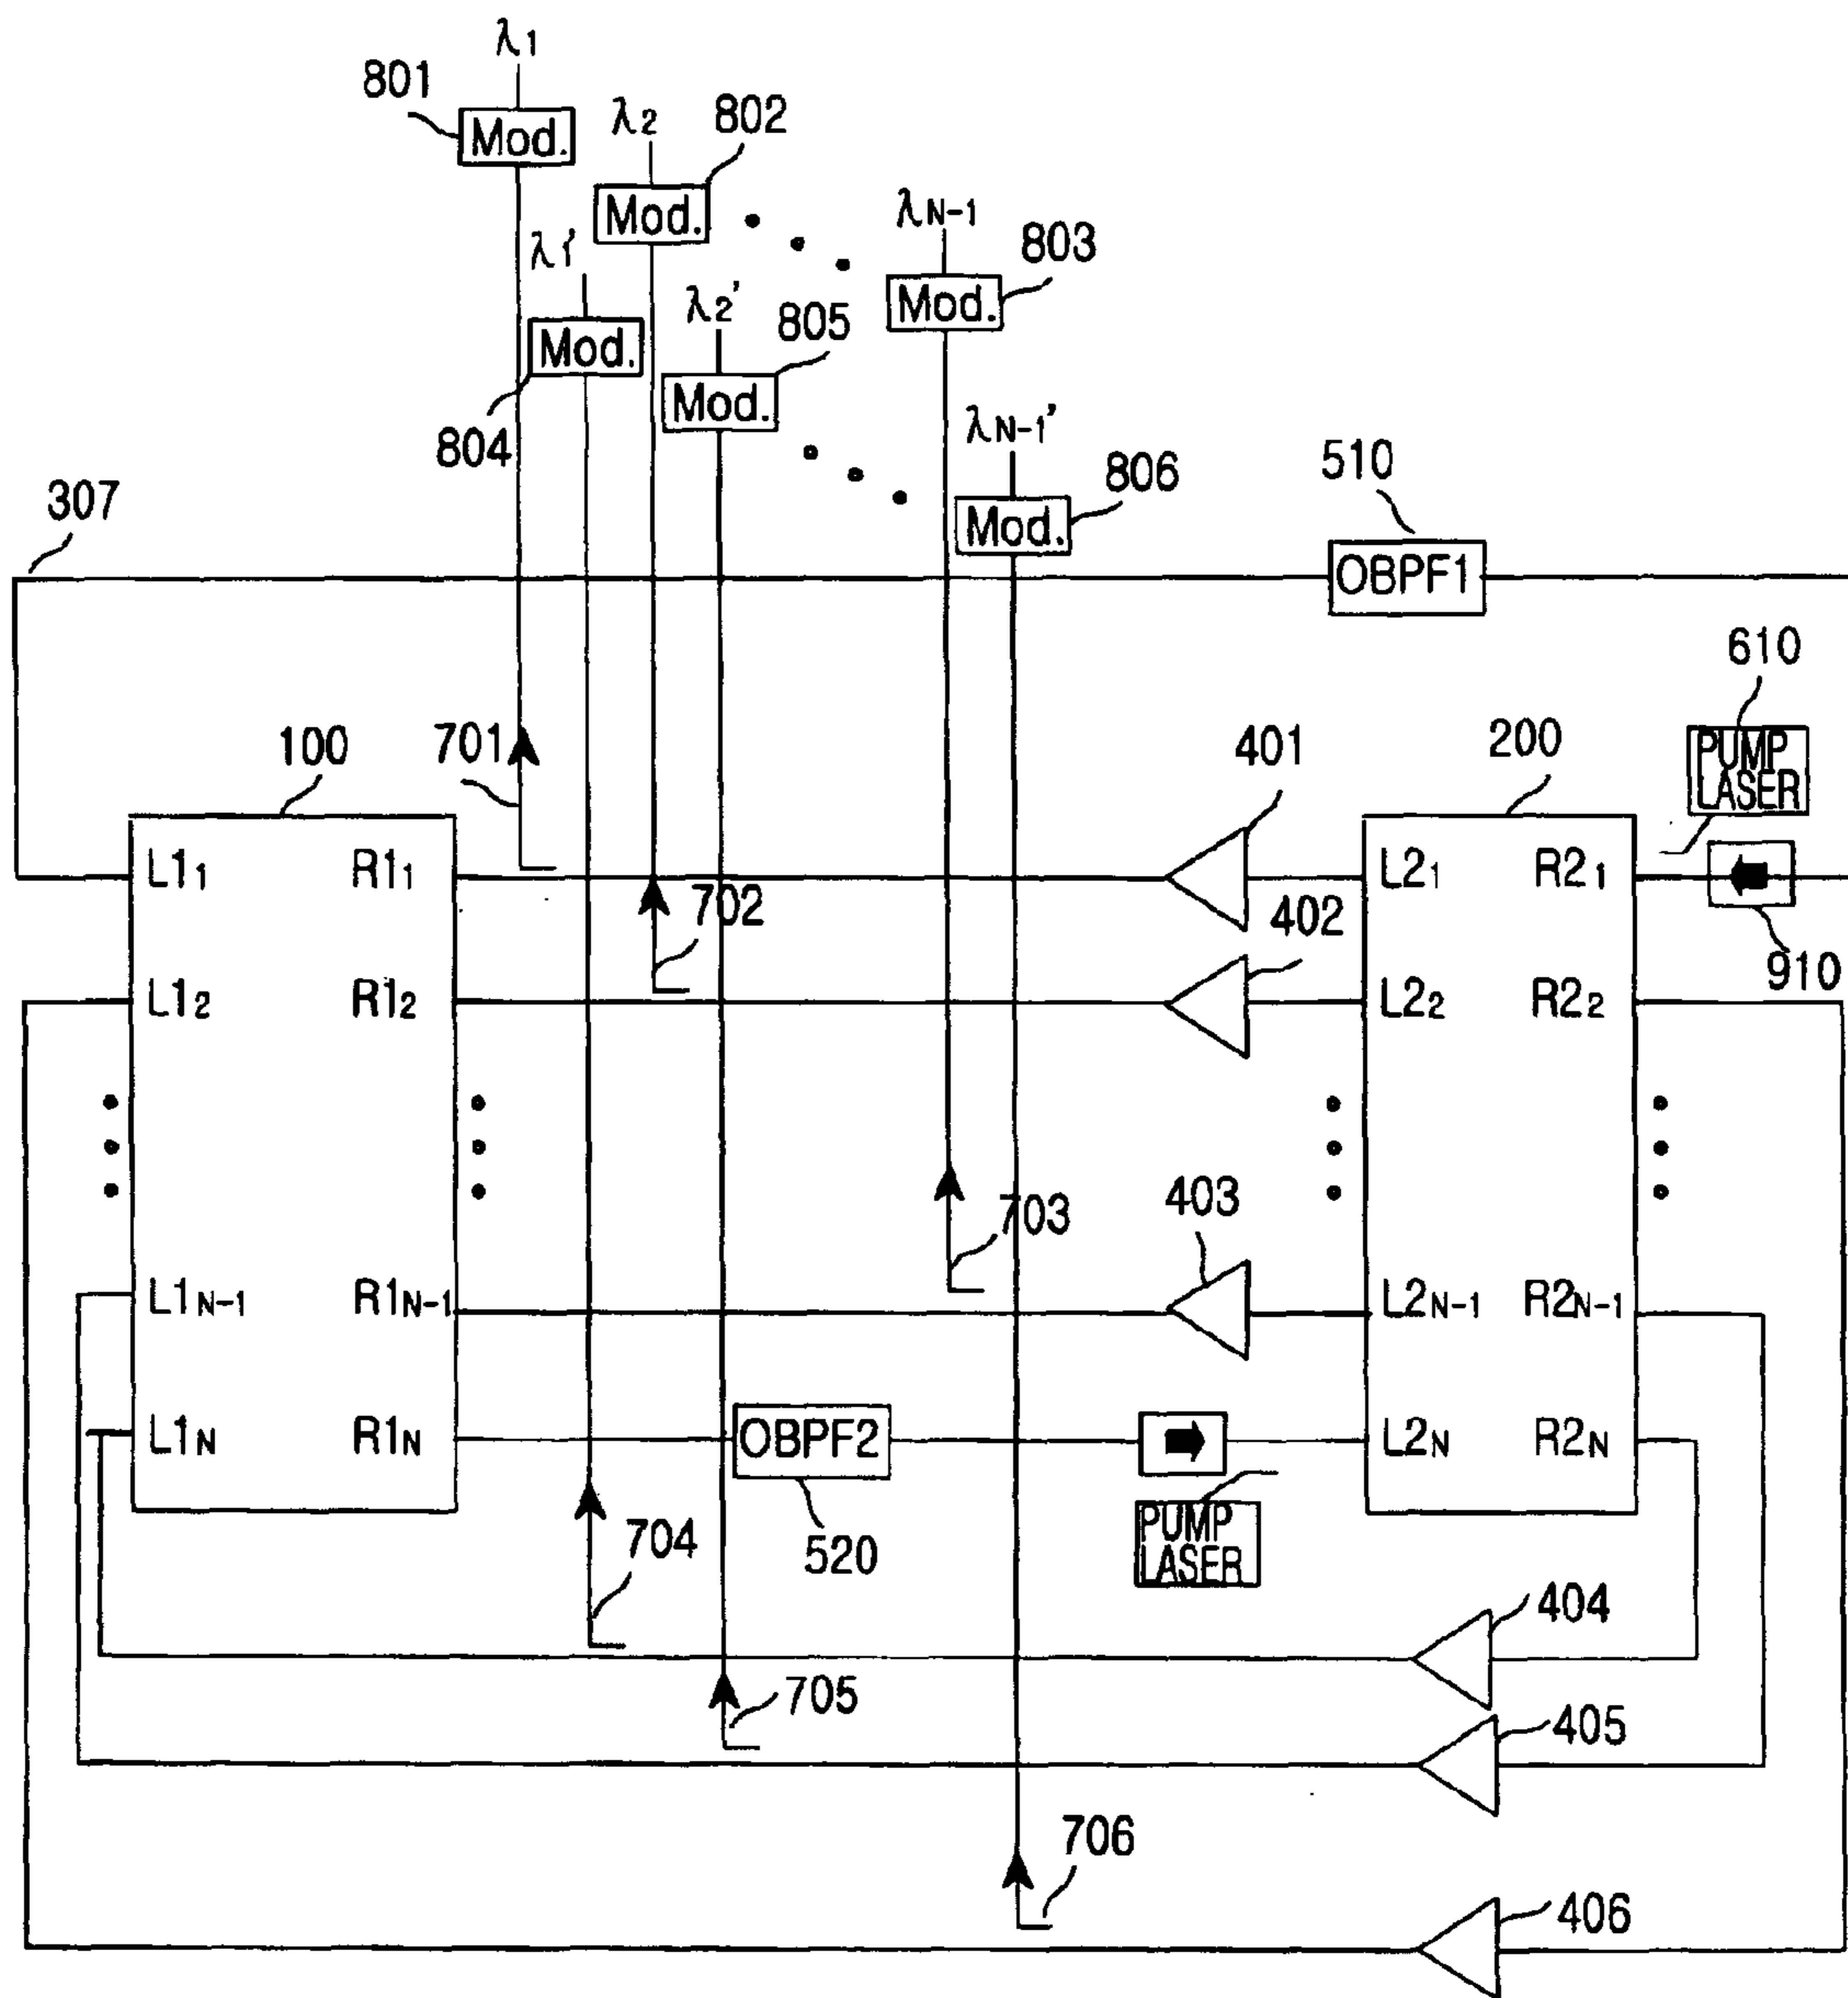 λ1
801
Mod.
λ2
802
Mod.
λN-1
803
Mod.
λ1'
Mod.
804
λ2'
805
Mod.
λN-1'
806
Mod.
510
OBPF1
307
610
PUMP
LASER
100
701
401
200
L11
R11
L21
R21
702
402
910
L12
R12
L22
R22
703
403
L1N-1
R1N-1
L2N-1
R2N-1
L1N
R1N
OBPF2
L2N
R2N
704
520
PUMP
LASER
404
705
405
706
406